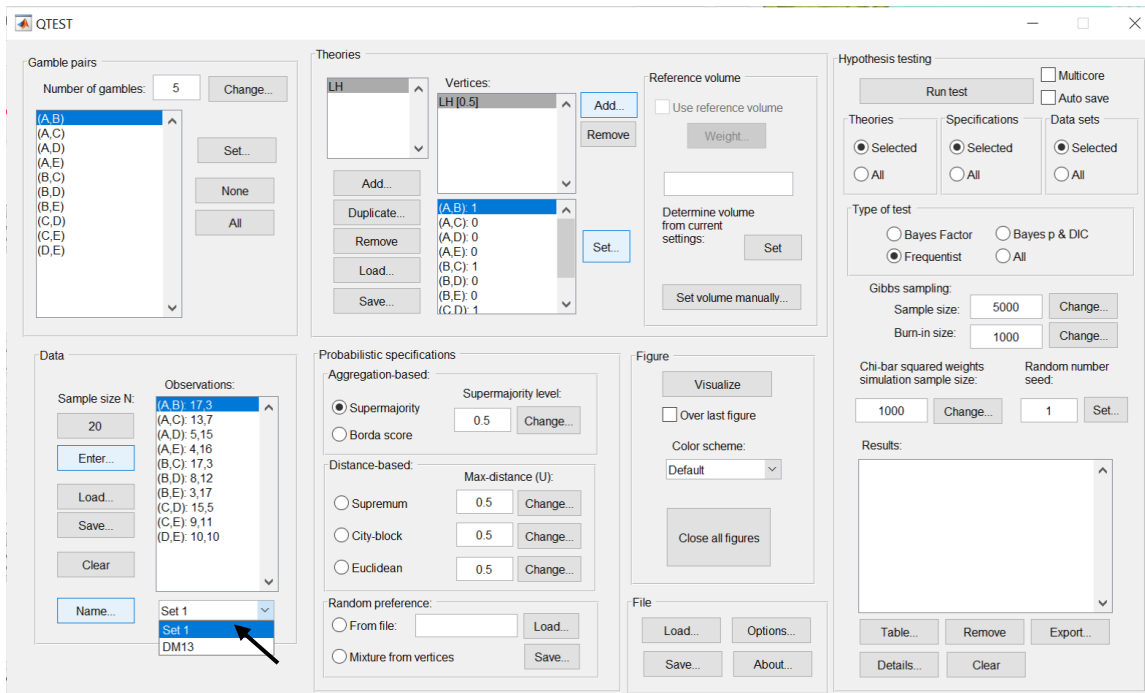 QTEST
Gamble pairs
Number of gambles: 5 Change...
(A,B)
(A,C)
(A,D)
(A,E)
(B,C)
(B,D)
(B,E)
(C,D)
(C,E)
(D,E)
Set...
None
All
Theories
LH
Add...
Duplicate...
Remove
Load...
Save...
Vertices:
LH [0.5]
Add...
Remove
(A,B): 1
(A,C): 0
(A,D): 0
(A,E): 0
(B,C): 1
(B,D): 0
(B,E): 0
(C,D): 1
Set...
Reference volume
Use reference volume
Weight...
Determine volume
from current
settings:
Set
Set volume manually...
Hypothesis testing
Run test
Multicore
Auto save
Theories
Selected
All
Specifications
Selected
All
Data sets
Selected
All
Type of test
Bayes Factor Bayes p & DIC
Frequentist All
Gibbs sampling:
Sample size: 5000 Change...
Burn-in size: 1000 Change...
Chi-bar squared weights
simulation sample size:
1000 Change...
Random number
seed:
1 Set...
Results:
Table... Remove Export...
Details... Clear
Data
Sample size N:
20
Enter...
Load...
Save...
Clear
Name...
Observations:
(A,B): 17,3
(A,C): 13,7
(A,D): 5,15
(A,E): 4,16
(B,C): 17,3
(B,D): 8,12
(B,E): 3,17
(C,D): 15,5
(C,E): 9,11
(D,E): 10,10
Set 1
Set 1
DM13
Probabilistic specifications
Aggregation-based:
Supermajority level:
Supermajority 0.5 Change...
Borda score
Distance-based:
Max-distance (U):
Supremum 0.5 Change...
City-block 0.5 Change...
Euclidean 0.5 Change...
Random preference:
From file: Load...
Mixture from vertices Save...
Figure
Visualize
Over last figure
Color scheme:
Default
Close all figures
File
Load... Options...
Save... About...